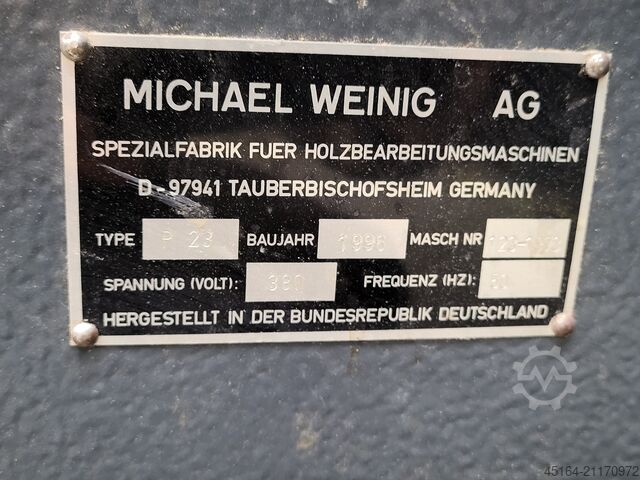 MICHAEL WEINIG AG
SPEZIALFABRIK FUER HOLZBEARBEITUNGSMASCHINEN
D-97941 TAUBERBISCHOFSHEIM GERMANY
TYPE P 23 BAUJAHR 1996 MASCH NR
SPANNUNG (VOLT): 380 FREQUENZ (HZ): 50
HERGESTELLT IN DER BUNDESREPUBLIK DEUTSCHLAND
45164-21170972